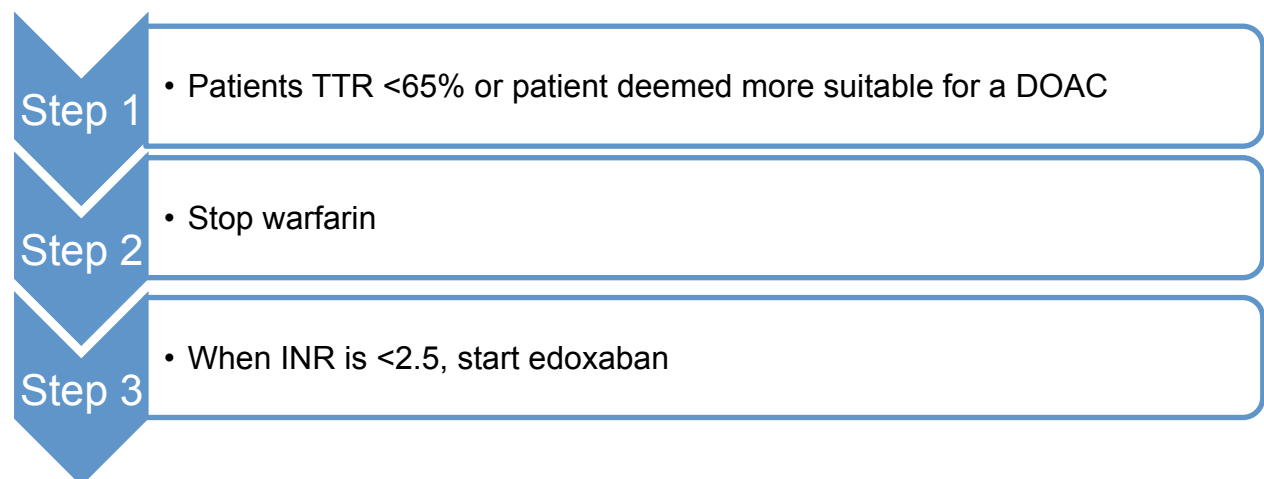 Step 1
• Patients TTR <65% or patient deemed more suitable for a DOAC
Step 2
• Stop warfarin
Step 3
• When INR is <2.5, start edoxaban